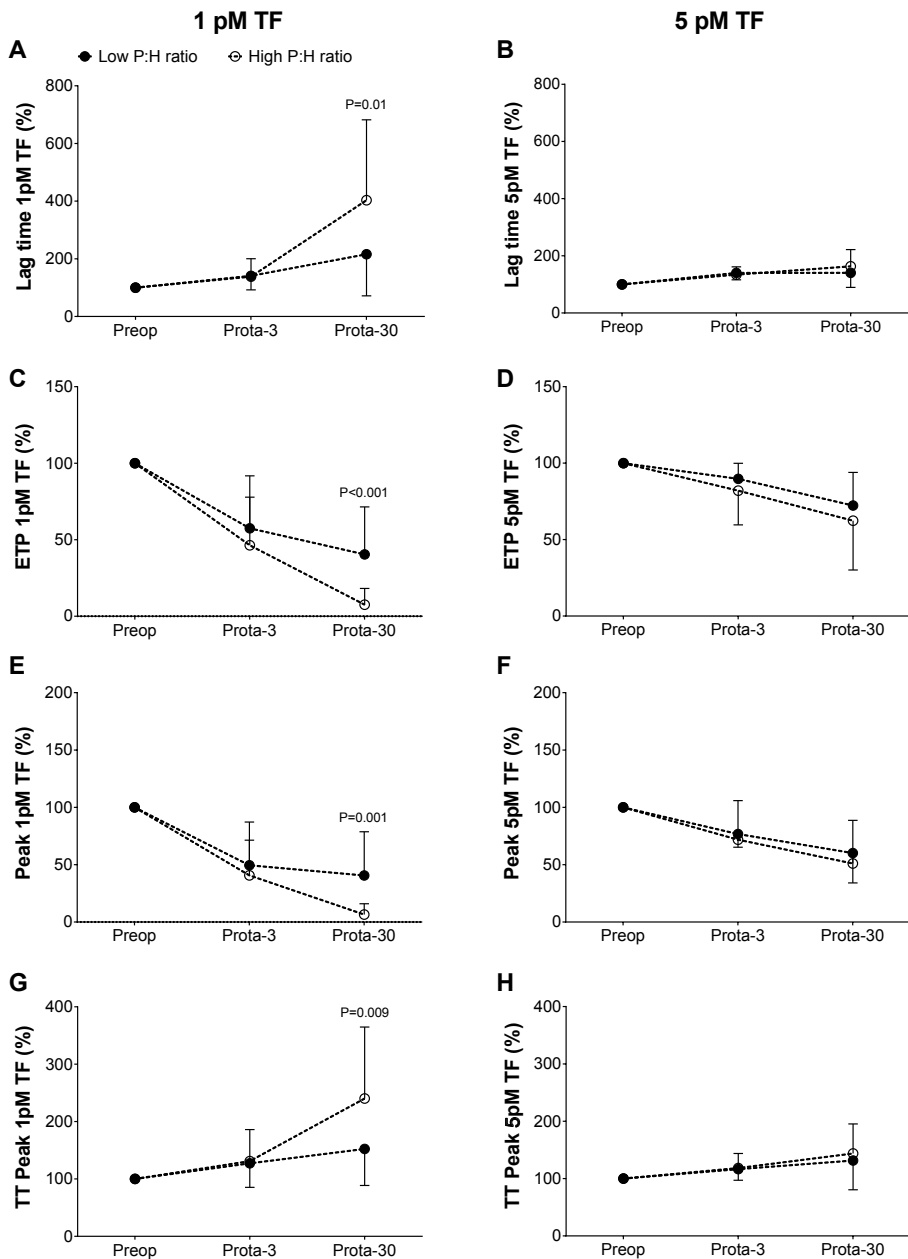 1 pM TF
5 pM TF
A
B
Low P:H ratio
High P:H ratio
Lag time 1pM TF (%)
800
600
400
200
0
P=0.01
Preop
Prota-3
Prota-30
Lag time 5pM TF (%)
800
600
400
200
0
Preop
Prota-3
Prota-30
C
D
ETP 1pM TF (%)
150
100
50
0
P<0.001
Preop
Prota-3
Prota-30
ETP 5pM TF (%)
150
100
50
0
Preop
Prota-3
Prota-30
E
F
Peak 1pM TF (%)
200
150
100
50
0
P=0.001
Preop
Prota-3
Prota-30
Peak 5pM TF (%)
200
150
100
50
0
Preop
Prota-3
Prota-30
G
H
TT Peak 1pM TF (%)
400
300
200
100
0
P=0.009
Preop
Prota-3
Prota-30
TT Peak 5pM TF (%)
400
300
200
100
0
Preop
Prota-3
Prota-30